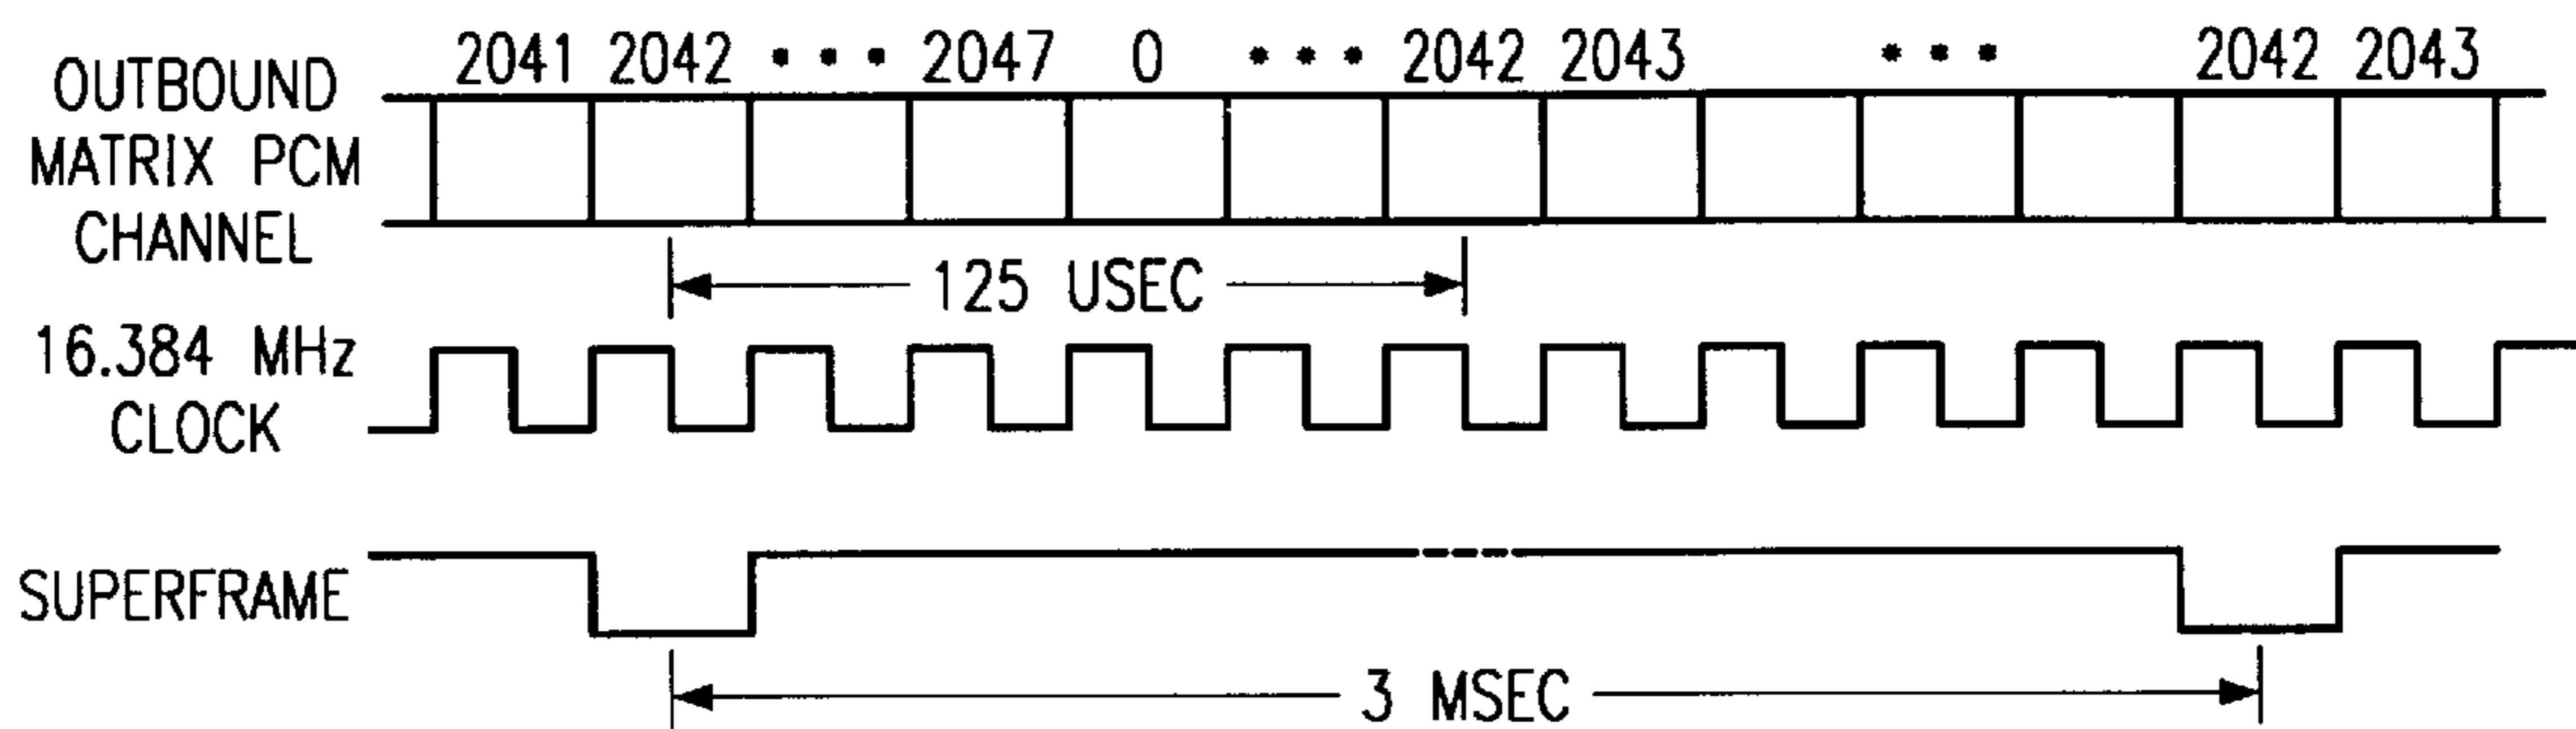 2041 2042 • • • 2047 0 • • • 2042 2043 • • • 2042 2043
OUTBOUND
MATRIX PCM
CHANNEL
125 USEC
16.384 MHz
CLOCK
SUPERFRAME
3 MSEC